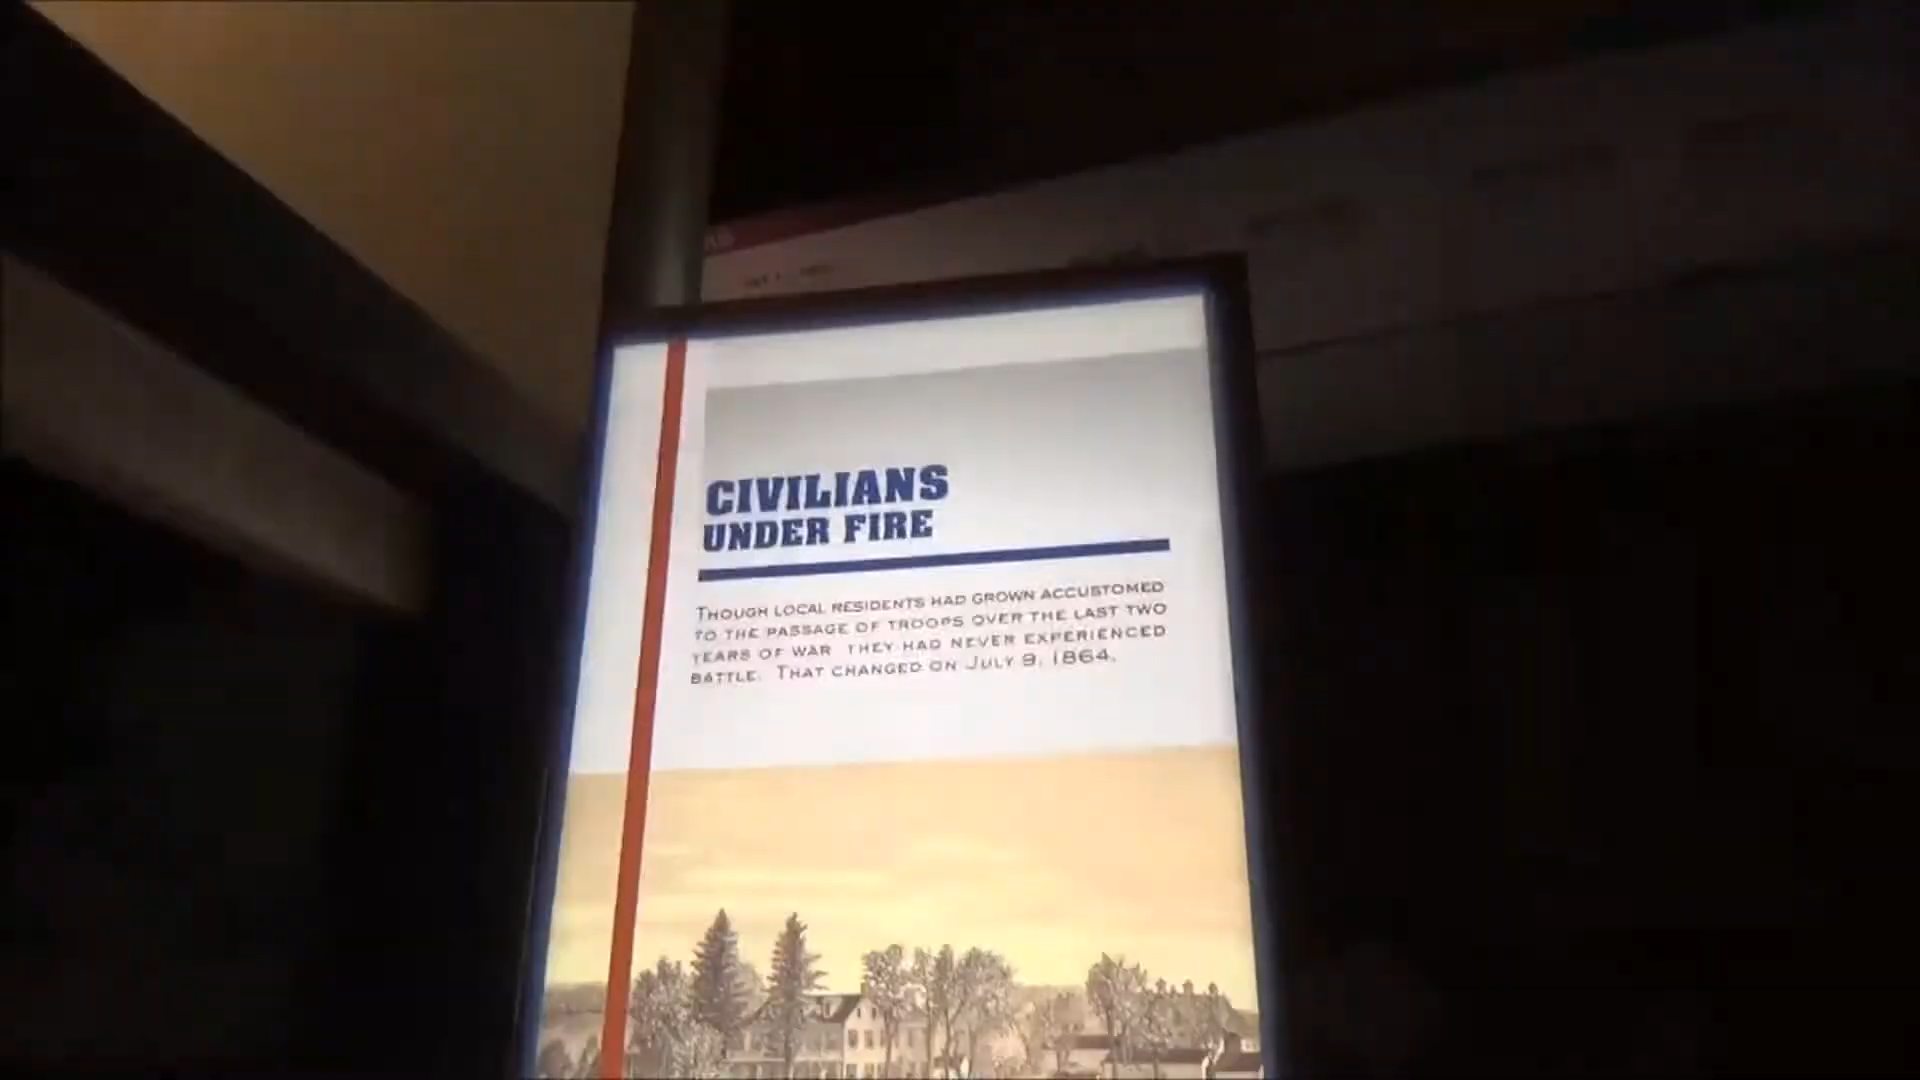 CIVILIANS
UNDER FIRE
THOUGH LOCAL RESIDENTS HAD GROWN ACCUSTOMED
TO THE PASSAGE OF TROOPS OVER THE LAST TWO
YEARS OF WAR THEY HAD NEVER EXPERIENCED
BATTLE. THAT CHANGED ON JULY 9, 1864.